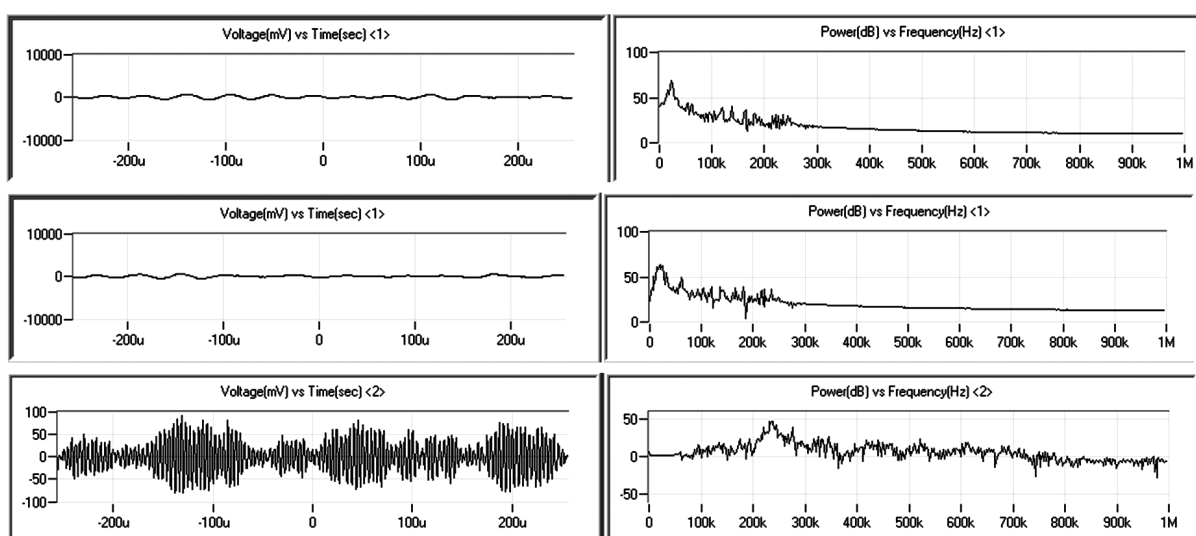 Voltage(mV) vs Time(sec) <1>
10000
0
-10000
-200u -100u 0 100u 200u
Power(dB) vs Frequency(Hz) <1>
100
50
0
0 100k 200k 300k 400k 500k 600k 700k 800k 900k 1M
Voltage(mV) vs Time(sec) <1>
10000
0
-10000
-200u -100u 0 100u 200u
Power(dB) vs Frequency(Hz) <1>
100
50
0
0 100k 200k 300k 400k 500k 600k 700k 800k 900k 1M
Voltage(mV) vs Time(sec) <2>
100
50
0
-50
-100
-200u -100u 0 100u 200u
Power(dB) vs Frequency(Hz) <2>
50
0
-50
0 100k 200k 300k 400k 500k 600k 700k 800k 900k 1M